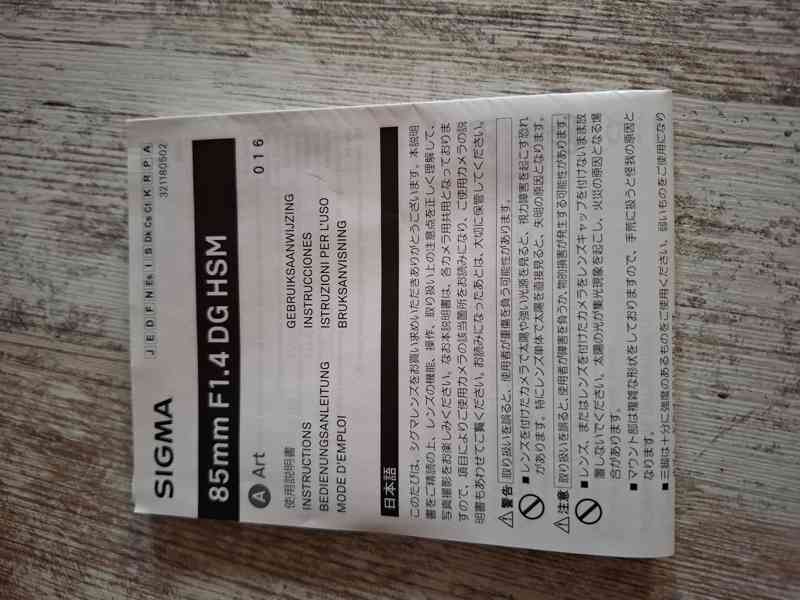 SIGMA
J E D F N Es I S Dk Cs Ct K R P A
321180502
85mm F1.4 DG HSM
016
A Art
使用説明書
INSTRUCTIONS
BEDIENUNGSANLEITUNG
MODE D'EMPLOI
GEBRUIKSAANWIJZING
INSTRUCCIONES
ISTRUZIONI PER L'USO
BRUKSANVISNING
日本語
このたびは、シグマレンズをお買い求めいただきありがとうございます。本説明
書をご精読の上、レンズの機能、操作、取り扱い上の注意点を正しく理解して、
写真撮影をお楽しみください。なお本説明書は、各カメラ用共用となっておりま
すので、項目によりご使用カメラの該当箇所をお読みになり、ご使用カメラの説
明書もあわせてご覧ください。お読みになったあとは、大切に保管してください。
警告 取り扱いを誤ると、使用者が重傷を負う可能性があります。
■レンズを付けたカメラで太陽や強い光源を見ると、視力障害を起こす恐れ
があります。特にレンズ単体で太陽を直接見ると、失明の原因となります。
注意 取り扱いを誤ると、使用者が障害を負うか、物的損害が発生する可能性があります。
■レンズ、またはレンズを付けたカメラをレンズキャップを付けないまま放
置しないでください。太陽の光が集光現象を起こし、火災の原因となる場
合があります。
■マウント部は複雑な形状をしておりますので、手荒に扱うと怪我の原因と
なります。
■三脚は十分に強度のあるものをご使用ください。弱いものをご使用になり